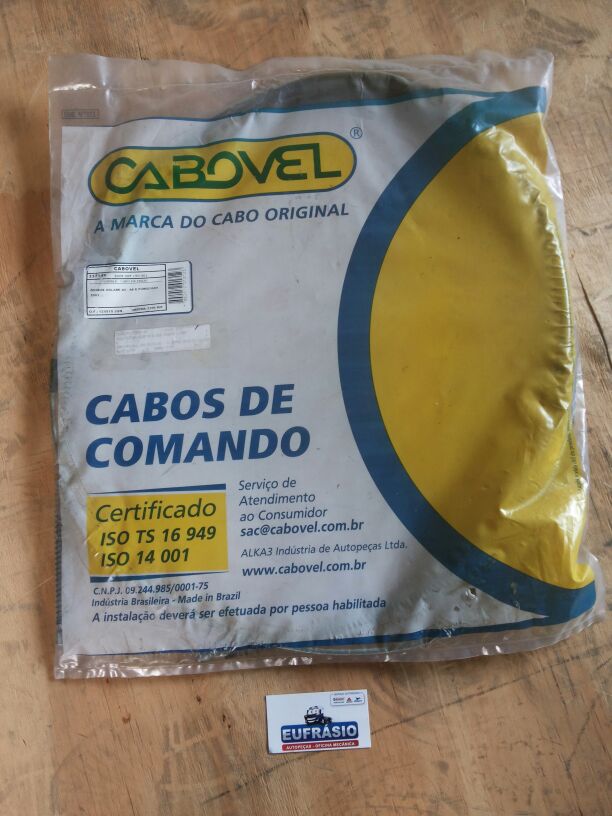 CABOVEL
®
A MARCA DO CABO ORIGINAL
CABOVEL
CABOS DE
COMANDO
Certificado
ISO TS 16 949
ISO 14 001
Serviço de
Atendimento
ao Consumidor
sac@cabovel.com.br
ALKA3 Indústria de Autopeças Ltda.
www.cabovel.com.br
C.N.P.J. 09.244.985/0001-75
Indústria Brasileira - Made in Brazil
A instalação deverá ser efetuada por pessoa habilitada
EUFRÁSIO
AUTOPEÇAS - OFICINA MECÂNICA